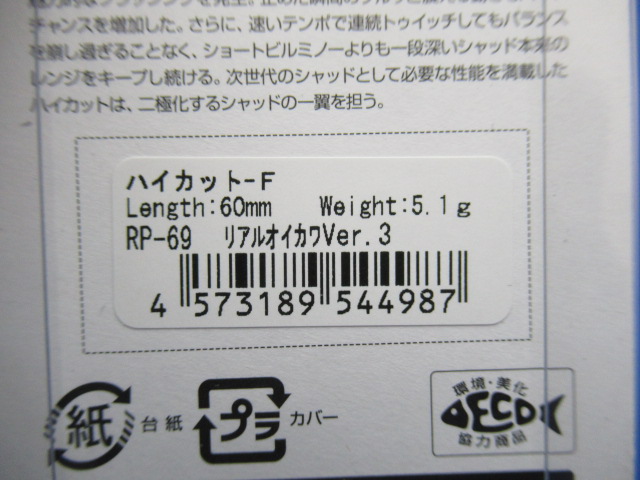 チャンスを増加した。さらに、速いテンポで連続トゥイッチしてもバランス
を崩し過ぎることなく、ショートビルミノーよりも一段深いシャッド本来の
レンジをキープし続ける。次世代のシャッドとして必要な性能を満載した
ハイカットは、二極化するシャッドの一翼を担う。
ハイカット-F
Length:60mm Weight:5.1g
RP-69 リアルオイカワVer.3
4 573189 544987
紙 台紙 プラ カバー
環境・美化
ECO
協力商品